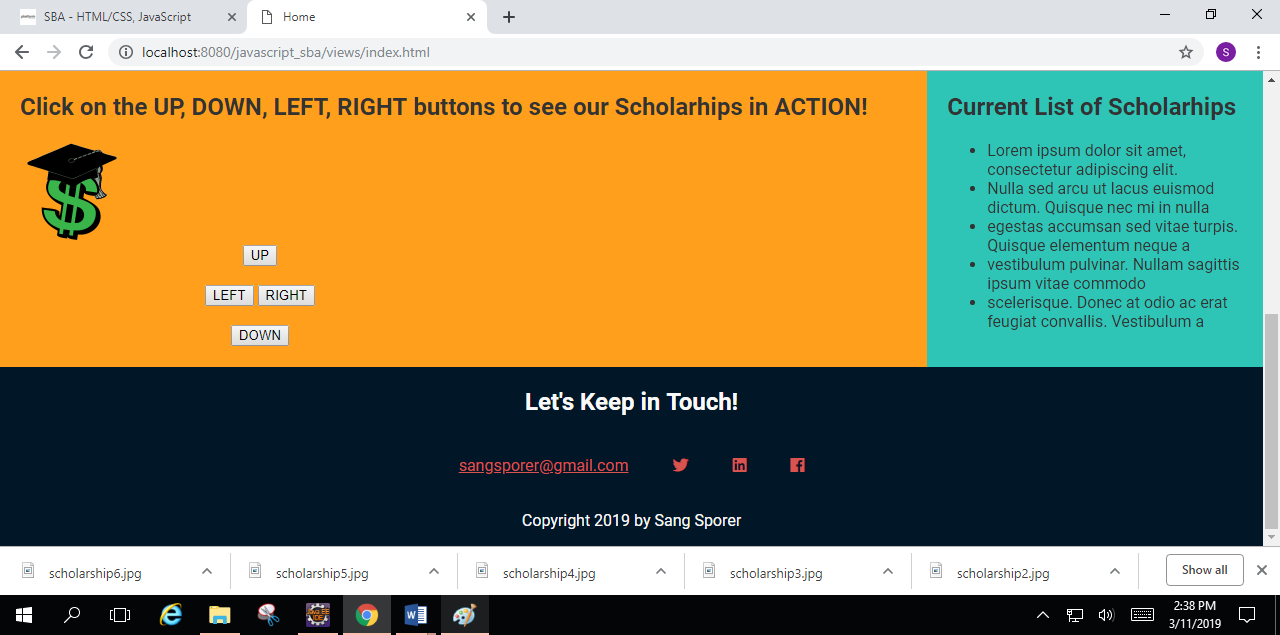 SBA - HTML/CSS, JavaScript
Home
localhost:8080/javascript_sba/views/index.html
S
Click on the UP, DOWN, LEFT, RIGHT buttons to see our Scholarhips in ACTION!
$
UP
LEFT RIGHT
DOWN
Current List of Scholarhips
Lorem ipsum dolor sit amet,
consectetur adipiscing elit.
Nulla sed arcu ut lacus euismod
dictum. Quisque nec mi in nulla
egestas accumsan sed vitae turpis.
Quisque elementum neque a
vestibulum pulvinar. Nullam sagittis
ipsum vitae commodo
scelerisque. Donec at odio ac erat
feugiat convallis. Vestibulum a
Let's Keep in Touch!
sangsporer@gmail.com
Copyright 2019 by Sang Sporer
scholarship6.jpg
scholarship5.jpg
scholarship4.jpg
scholarship3.jpg
scholarship2.jpg
Show all
2:38 PM
3/11/2019